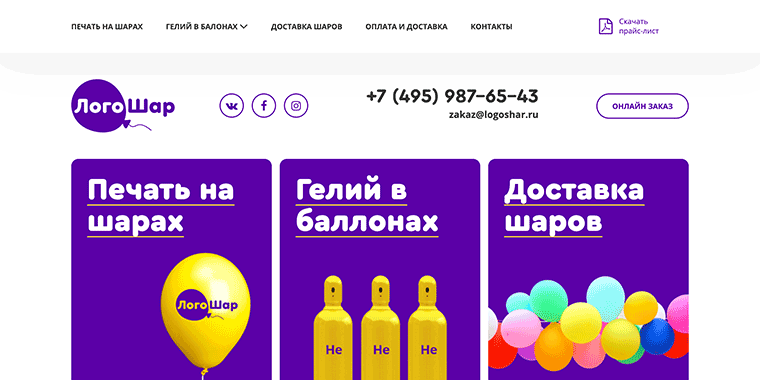 ПЕЧАТЬ НА ШАРАХ ГЕЛИЙ В БАЛОНАХ ДОСТАВКА ШАРОВ ОПЛАТА И ДОСТАВКА КОНТАКТЫ
Скачать
прайс-лист
ЛогоШар
+7 (495) 987-65-43
zakaz@logoshar.ru
ОНЛАЙН ЗАКАЗ
Печать на
шарах
ЛогоШар
Гелий в
баллонах
He He He
Доставка
шаров